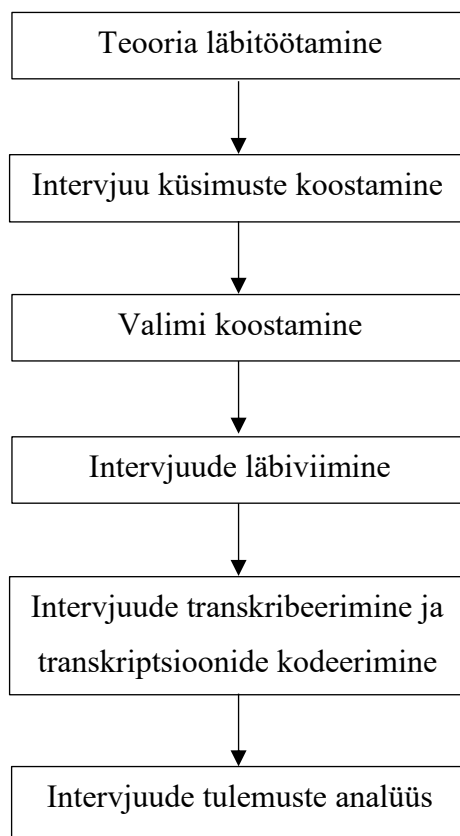 Teooria läbitöötamine
Intervjuu küsimuste koostamine
Valimi koostamine
Intervjuude läbiviimine
Intervjuude transkribeerimine ja
transkriptsioonide kodeerimine
Intervjuude tulemuste analüüs